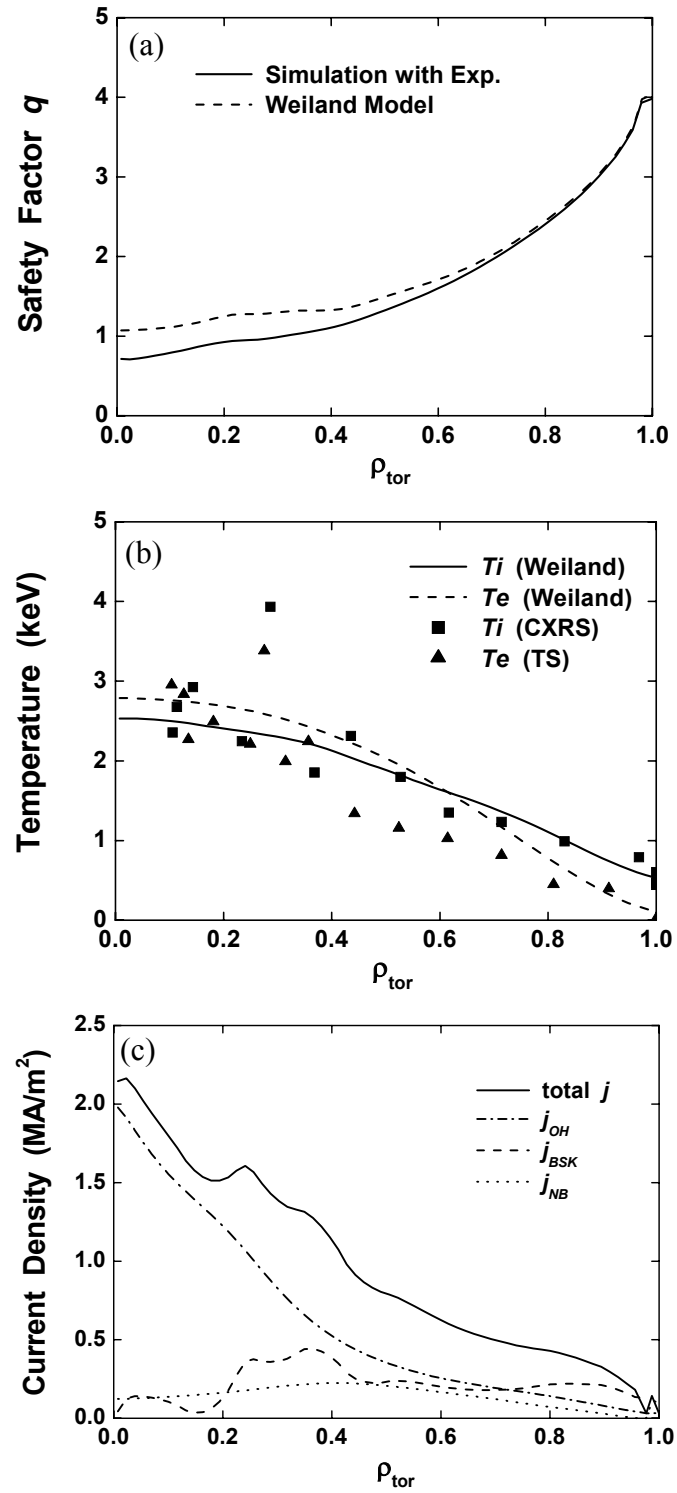 (a)
Simulation with Exp.
Weiland Model
Safety Factor q
5
4
3
2
1
0
0.0 0.2 0.4 0.6 0.8 1.0
ρtor
(b)
Ti (Weiland)
Te (Weiland)
Ti (CXRS)
Te (TS)
Temperature (keV)
5
4
3
2
1
0
0.0 0.2 0.4 0.6 0.8 1.0
ρtor
(c)
total j
jOH
jBSK
jNB
Current Density (MA/m²)
2.5
2.0
1.5
1.0
0.5
0.0
0.0 0.2 0.4 0.6 0.8 1.0
ρtor